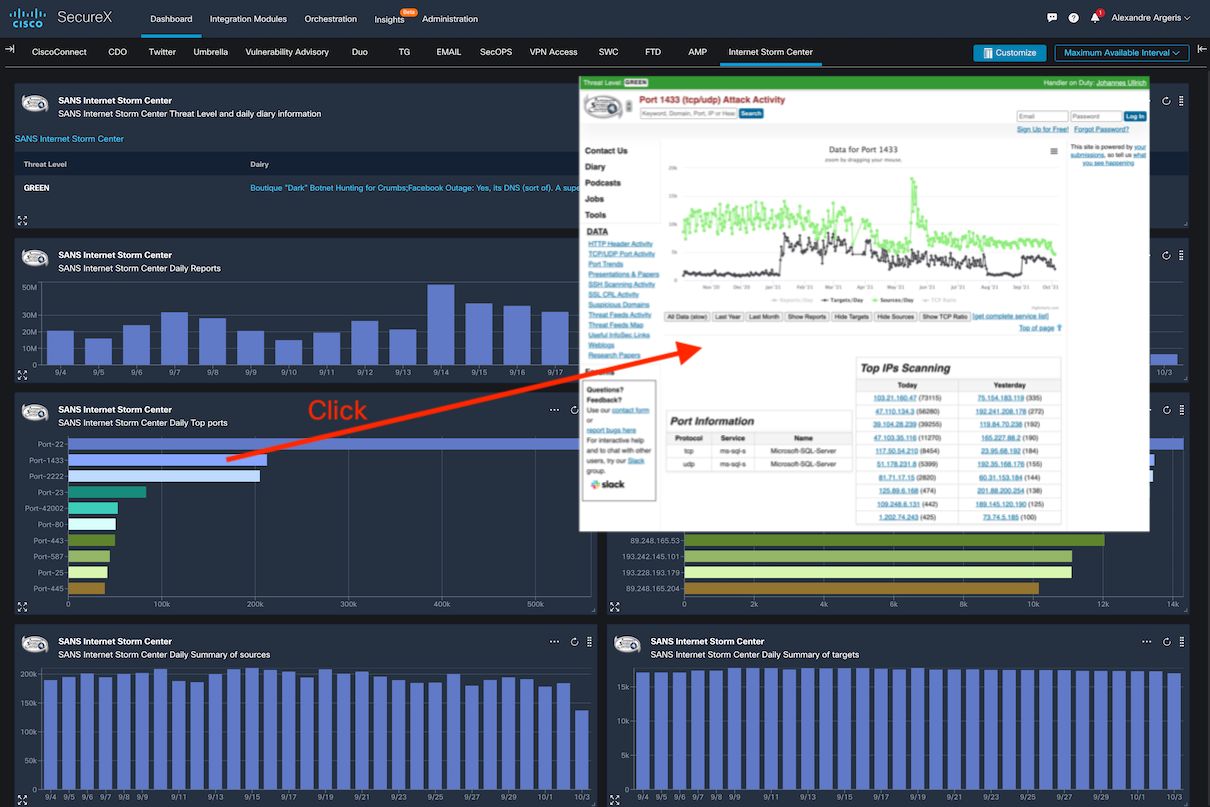 cisco SecureX Dashboard Integration Modules Orchestration Insights Beta Administration 1 Alexandre Argeris
CiscoConnect CDO Twitter Umbrella Vulnerability Advisory Duo TG EMAIL SecOPS VPN Access SWC FTD AMP Internet Storm Center Customize Maximum Available Interval
SANS Internet Storm Center
SANS Internet Storm Center Threat level and daily diary information
SANS Internet Storm Center
Threat Level Dairy
GREEN Boutique "Dark" Botnet Hunting for Crumbs;Facebook Outage: Yes, its DNS (sort of). A supe
SANS Internet Storm Center
SANS Internet Storm Center Daily Reports
50M
30M
20M
10M
0
9/4 9/5 9/6 9/7 9/8 9/9 9/10 9/11 9/12 9/13 9/14 9/15 9/16 9/17 10/3
Threat Level GREEN Handler on Duty: Johannes Ullrich
Port 1433 (tcp/udp) Attack Activity
Keyword, Domain, Port, IP or Hea Search
Email Password Log In
Sign Up for Free! Forgot Password?
Contact Us
Diary
Podcasts
Jobs
Tools
DATA
HTTP Header Activity
TCP/UDP Port Activity
Port Trends
Presentations & Papers
SSH Scanning Activity
SSL CRL Activity
Suspicious Domains
Threat Feeds Activity
Threat Feeds Map
Useful InfoSec Links
Weblogs
Research Papers
Forums
Questions?
Feedback?
Use our contact form
or
report bugs here
For interactive help
and to chat with other
users, try our Slack
group.
slack
Data for Port 1433
zoom by dragging your mouse.
20k
15k
10k
5k
0
Nov '20 Dec '20 Jan '21 Feb '21 Mar '21 Apr '21 May '21 Jun '21 Jul '21 Aug '21 Sep '21 Oct '21
Reports/Day Targets/Day Sources/Day TCP Ratio
Highcharts.com
All Data (slow) Last Year Last Month Show Reports Hide Targets Hide Sources Show TCP Ratio [get complete service list]
Top of page
This site is powered by your
submissions, so tell us what
you see happening
Port Information
Protocol Service Name
tcp ms-sql-s Microsoft-SQL-Server
udp ms-sql-s Microsoft-SQL-Server
Top IPs Scanning
Today Yesterday
103.21.160.47 (73115) 75.154.183.119 (335)
47.110.134.3 (56280) 192.241.208.176 (272)
39.104.28.239 (39255) 119.84.70.238 (192)
47.103.35.116 (11270) 165.227.88.2 (190)
117.50.54.210 (8454) 23.95.68.192 (184)
51.178.231.8 (5399) 192.35.168.176 (155)
81.71.17.15 (2820) 60.31.153.184 (144)
125.89.6.168 (474) 201.88.200.254 (138)
109.248.6.131 (442) 189.145.120.190 (125)
1.202.74.243 (425) 73.74.5.185 (100)
Click
SANS Internet Storm Center
SANS Internet Storm Center Daily Top Ports
Port-22
Port-1433
Port-2222
Port-23
Port-42002
Port-80
Port-443
Port-587
Port-25
Port-445
0 100k 200k 300k 400k 500k
89.248.165.53
193.242.145.101
193.228.193.179
89.248.165.204
0 2k 4k 6k 8k 10k 12k 14k
SANS Internet Storm Center
SANS Internet Storm Center Daily Summary of sources
200k
150k
100k
50k
0
9/4 9/5 9/6 9/7 9/8 9/9 9/11 9/13 9/15 9/17 9/19 9/21 9/23 9/25 9/27 9/29 10/1 10/3
SANS Internet Storm Center
SANS Internet Storm Center Daily Summary of targets
15k
10k
5k
0
9/4 9/5 9/6 9/7 9/8 9/9 9/11 9/13 9/15 9/17 9/19 9/21 9/23 9/25 9/27 9/29 10/1 10/3